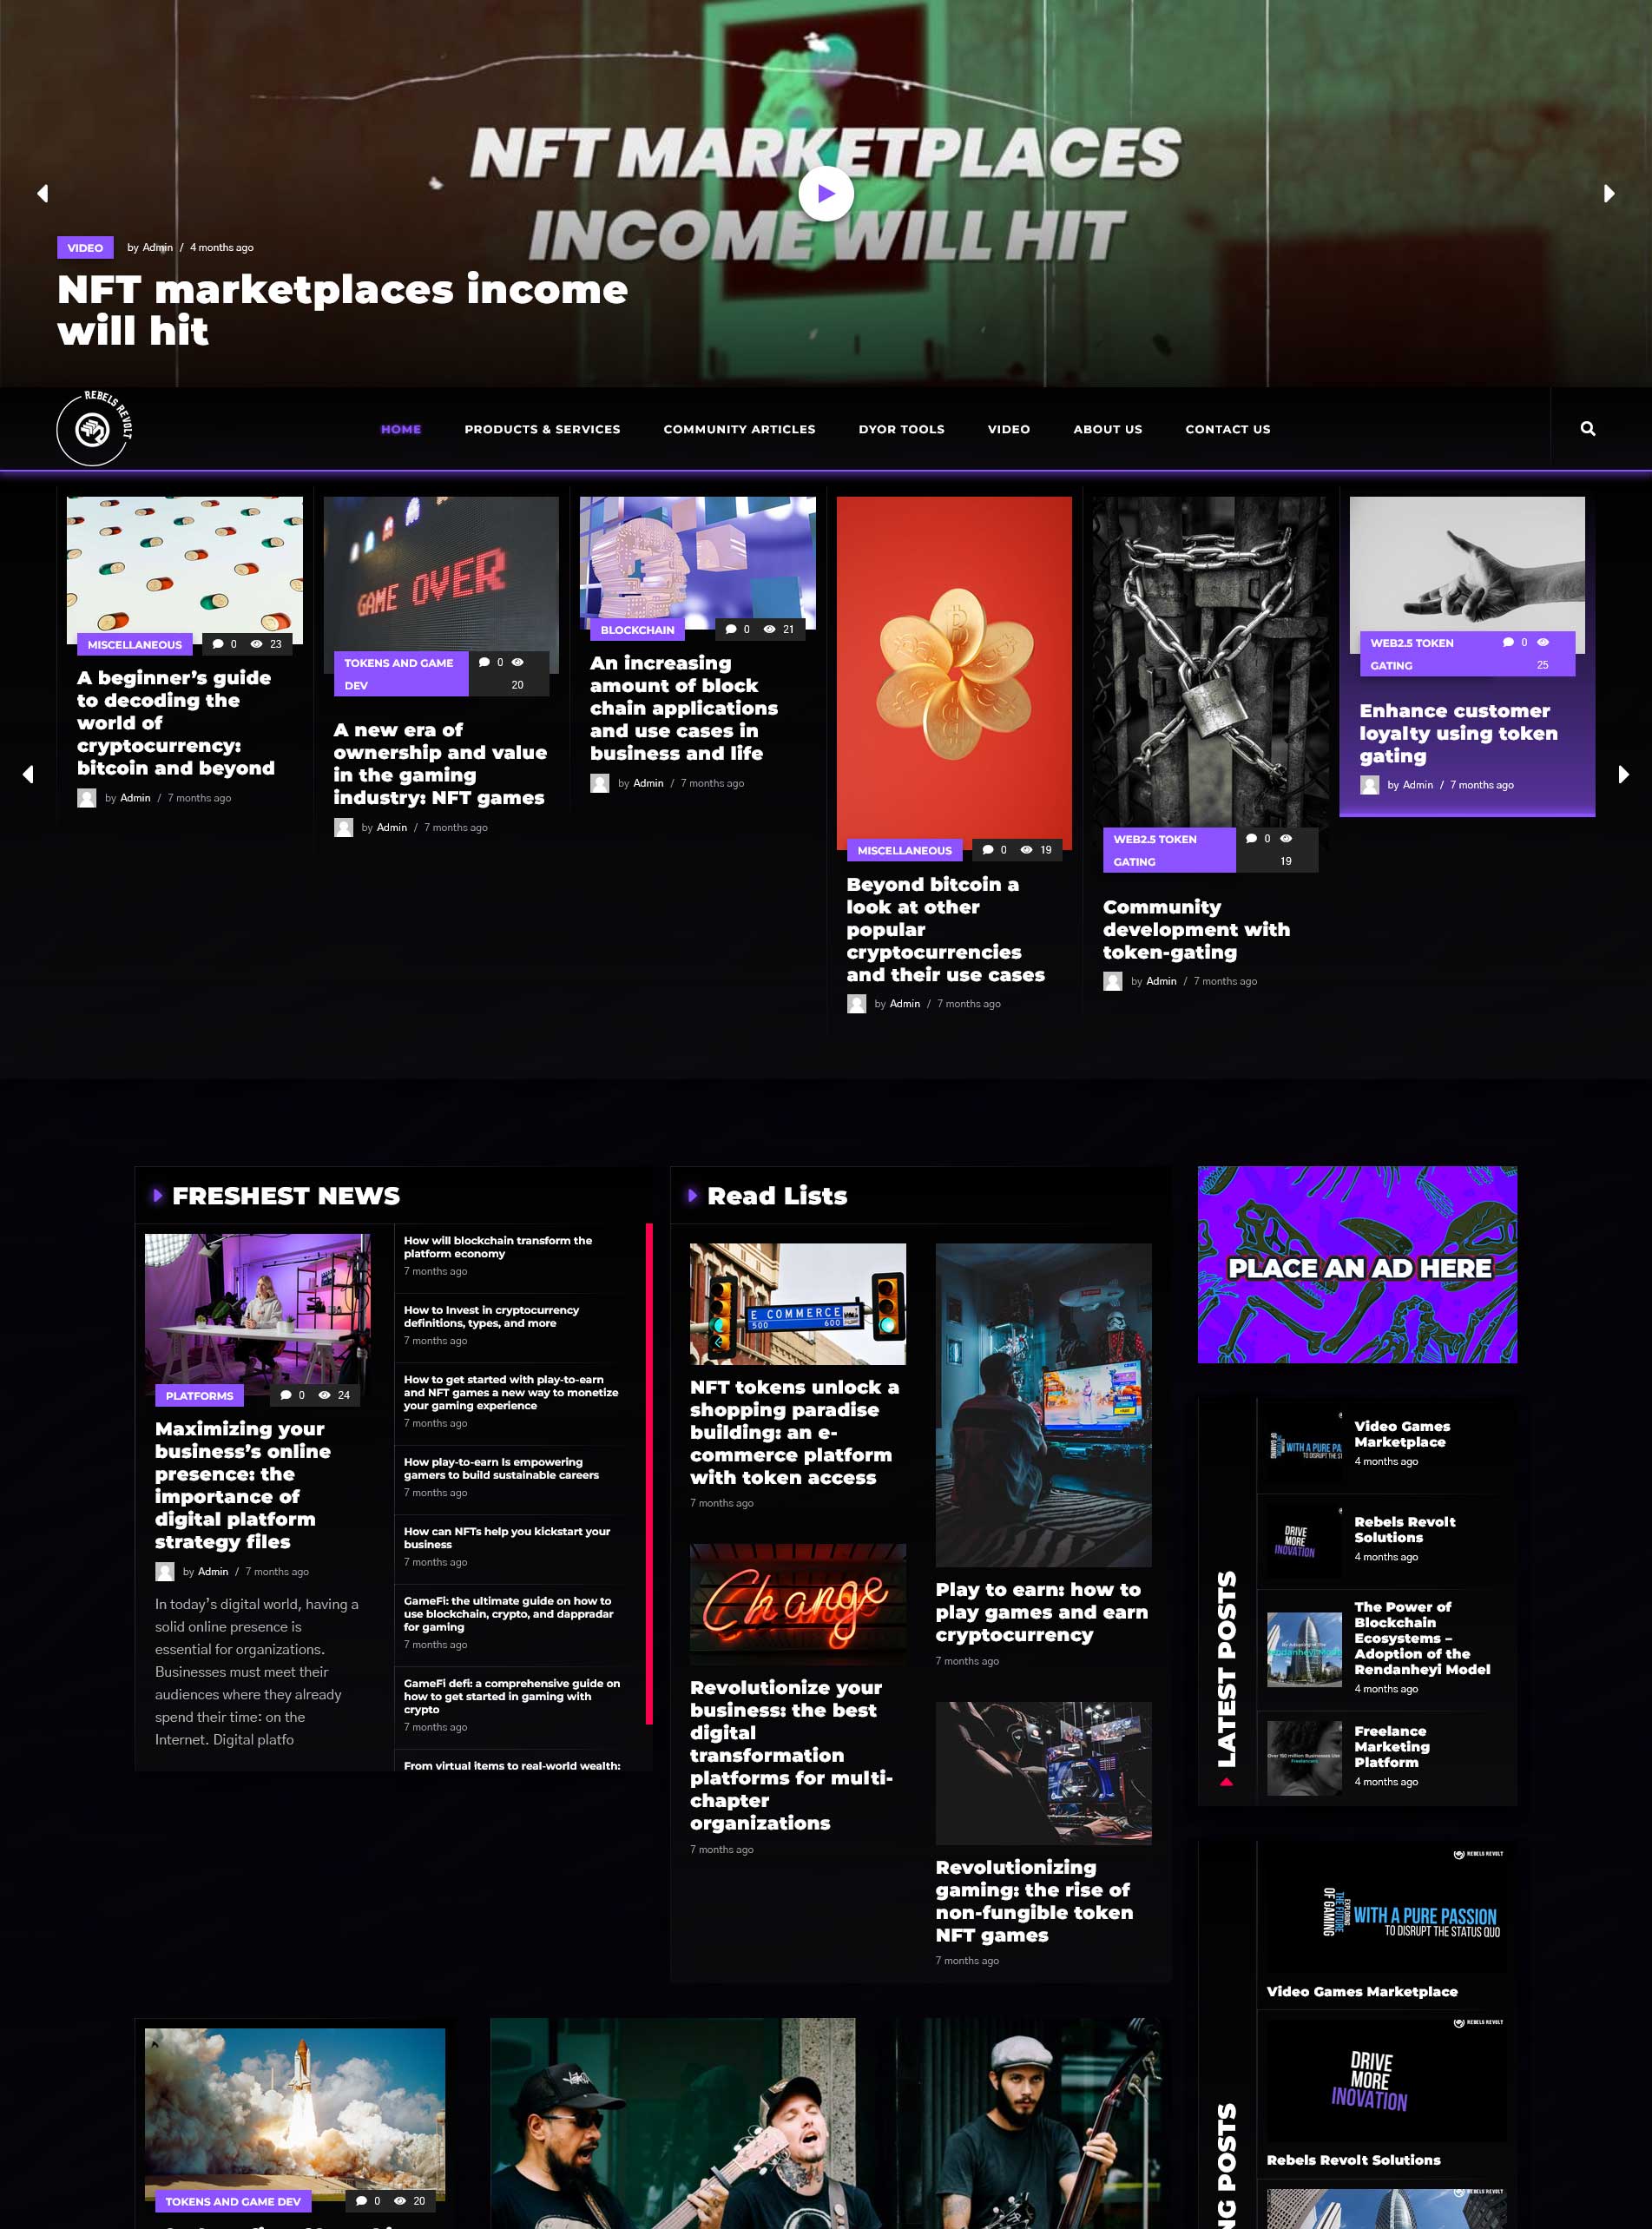 NFT MARKETPLACES
INCOME WILL HIT
VIDEO by Admin / 4 months ago
NFT marketplaces income
will hit
REBELS REVOLT
HOME PRODUCTS & SERVICES COMMUNITY ARTICLES DYOR TOOLS VIDEO ABOUT US CONTACT US
MISCELLANEOUS 0 23
A beginner's guide
to decoding the
world of
cryptocurrency:
bitcoin and beyond
by Admin / 7 months ago
GAME OVER
TOKENS AND GAME
DEV
0
20
A new era of
ownership and value
in the gaming
industry: NFT games
by Admin / 7 months ago
BLOCKCHAIN 0 21
An increasing
amount of block
chain applications
and use cases in
business and life
by Admin / 7 months ago
MISCELLANEOUS 0 19
Beyond bitcoin a
look at other
popular
cryptocurrencies
and their use cases
by Admin / 7 months ago
WEB2.5 TOKEN
GATING
0
19
Community
development with
token-gating
by Admin / 7 months ago
WEB2.5 TOKEN
GATING
0
25
Enhance customer
loyalty using token
gating
by Admin / 7 months ago
FRESHEST NEWS
PLATFORMS 0 24
Maximizing your
business's online
presence: the
importance of
digital platform
strategy files
by Admin / 7 months ago
In today's digital world, having a
solid online presence is
essential for organizations.
Businesses must meet their
audiences where they already
spend their time: on the
Internet. Digital platfo
How will blockchain transform the
platform economy
7 months ago
How to Invest in cryptocurrency
definitions, types, and more
7 months ago
How to get started with play-to-earn
and NFT games a new way to monetize
your gaming experience
7 months ago
How play-to-earn Is empowering
gamers to build sustainable careers
7 months ago
How can NFTs help you kickstart your
business
7 months ago
GameFi: the ultimate guide on how to
use blockchain, crypto, and dappradar
for gaming
7 months ago
GameFi defi: a comprehensive guide on
how to get started in gaming with
crypto
7 months ago
From virtual items to real-world wealth:
Read Lists
E COMMERCE
500 600
NFT tokens unlock a
shopping paradise
building: an e-
commerce platform
with token access
7 months ago
Change
Revolutionize your
business: the best
digital
transformation
platforms for multi-
chapter
organizations
7 months ago
Play to earn: how to
play games and earn
cryptocurrency
7 months ago
Revolutionizing
gaming: the rise of
non-fungible token
NFT games
7 months ago
PLACE AN AD HERE
LATEST POSTS
OF GAMING
WITH A PURE PA
TO DISRUPT THE S
Video Games
Marketplace
4 months ago
DRIVE
MORE
INOVATION
Rebels Revolt
Solutions
4 months ago
The Power of
Blockchain
Ecosystems –
Adoption of the
Rendanheyi Model
4 months ago
Freelance
Marketing
Platform
4 months ago
NG POSTS
REBELS REVOLT
EXPLORING
THE FUTURE
OF GAMING
WITH A PURE PASSION
TO DISRUPT THE STATUS QUO
Video Games Marketplace
REBELS REVOLT
DRIVE
MORE
INOVATION
Rebels Revolt Solutions
REBELS REVOLT
TOKENS AND GAME DEV 0 20